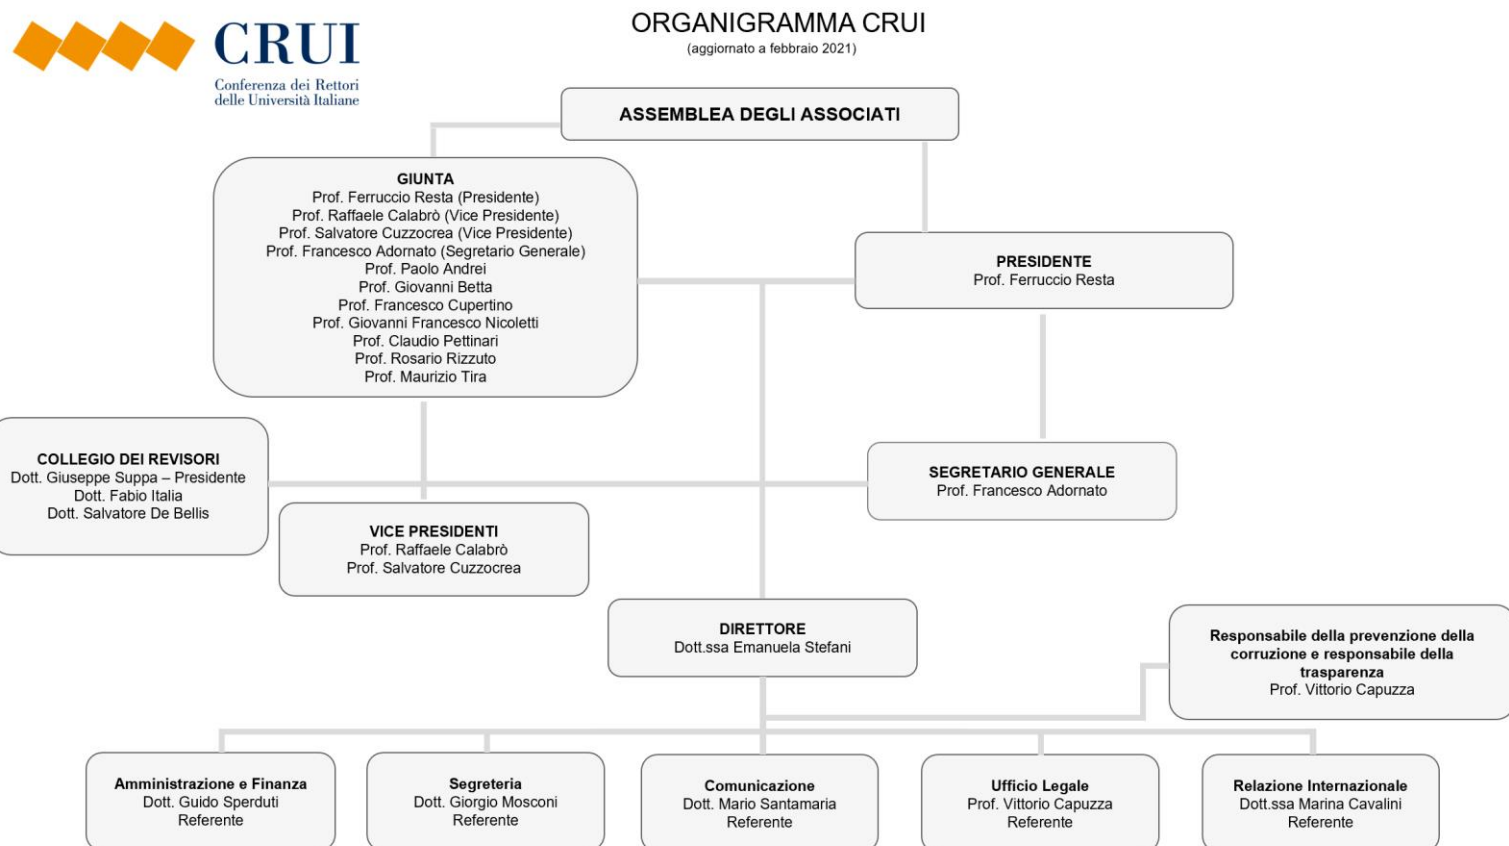 CRUI
Conferenza dei Rettori
delle Università Italiane
ORGANIGRAMMA CRUI
(aggiornato a febbraio 2021)
ASSEMBLEA DEGLI ASSOCIATI
GIUNTA
Prof. Ferruccio Resta (Presidente)
Prof. Raffaele Calabrò (Vice Presidente)
Prof. Salvatore Cuzzocrea (Vice Presidente)
Prof. Francesco Adornato (Segretario Generale)
Prof. Paolo Andrei
Prof. Giovanni Betta
Prof. Francesco Cupertino
Prof. Giovanni Francesco Nicoletti
Prof. Claudio Pettinari
Prof. Rosario Rizzuto
Prof. Maurizio Tira
PRESIDENTE
Prof. Ferruccio Resta
COLLEGIO DEI REVISORI
Dott. Giuseppe Suppa – Presidente
Dott. Fabio Italia
Dott. Salvatore De Bellis
SEGRETARIO GENERALE
Prof. Francesco Adornato
VICE PRESIDENTI
Prof. Raffaele Calabrò
Prof. Salvatore Cuzzocrea
DIRETTORE
Dott.ssa Emanuela Stefani
Responsabile della prevenzione della
corruzione e responsabile della
trasparenza
Prof. Vittorio Capuzza
Amministrazione e Finanza
Dott. Guido Sperduti
Referente
Segreteria
Dott. Giorgio Mosconi
Referente
Comunicazione
Dott. Mario Santamaria
Referente
Ufficio Legale
Prof. Vittorio Capuzza
Referente
Relazione Internazionale
Dott.ssa Marina Cavalini
Referente